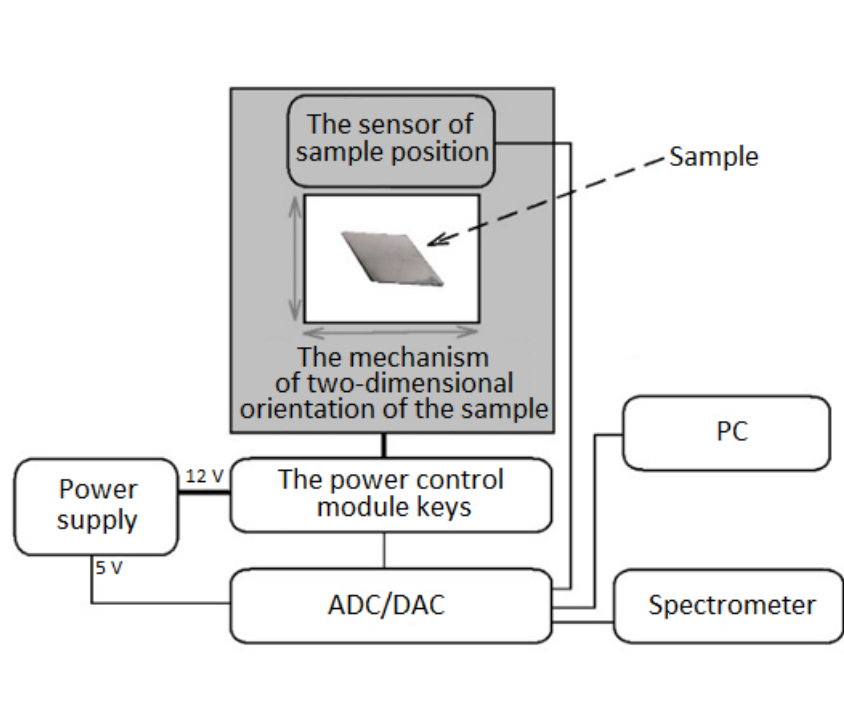 The sensor of
sample position
Sample
The mechanism
of two-dimensional
orientation of the sample
PC
Power
supply
12 V
The power control
module keys
5 V
ADC/DAC
Spectrometer